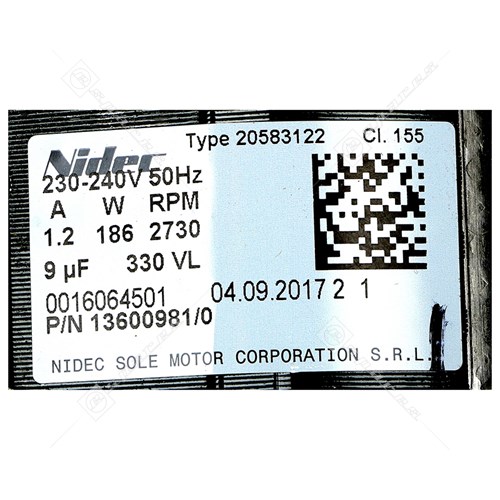 Nidec Type 20583122 Cl. 155
230-240V 50Hz
A W RPM
1.2 186 2730
9 µF 330 VL
0016064501 04.09.2017 2 1
P/N 13600981/0
NIDEC SOLE MOTOR CORPORATION S.R.L.